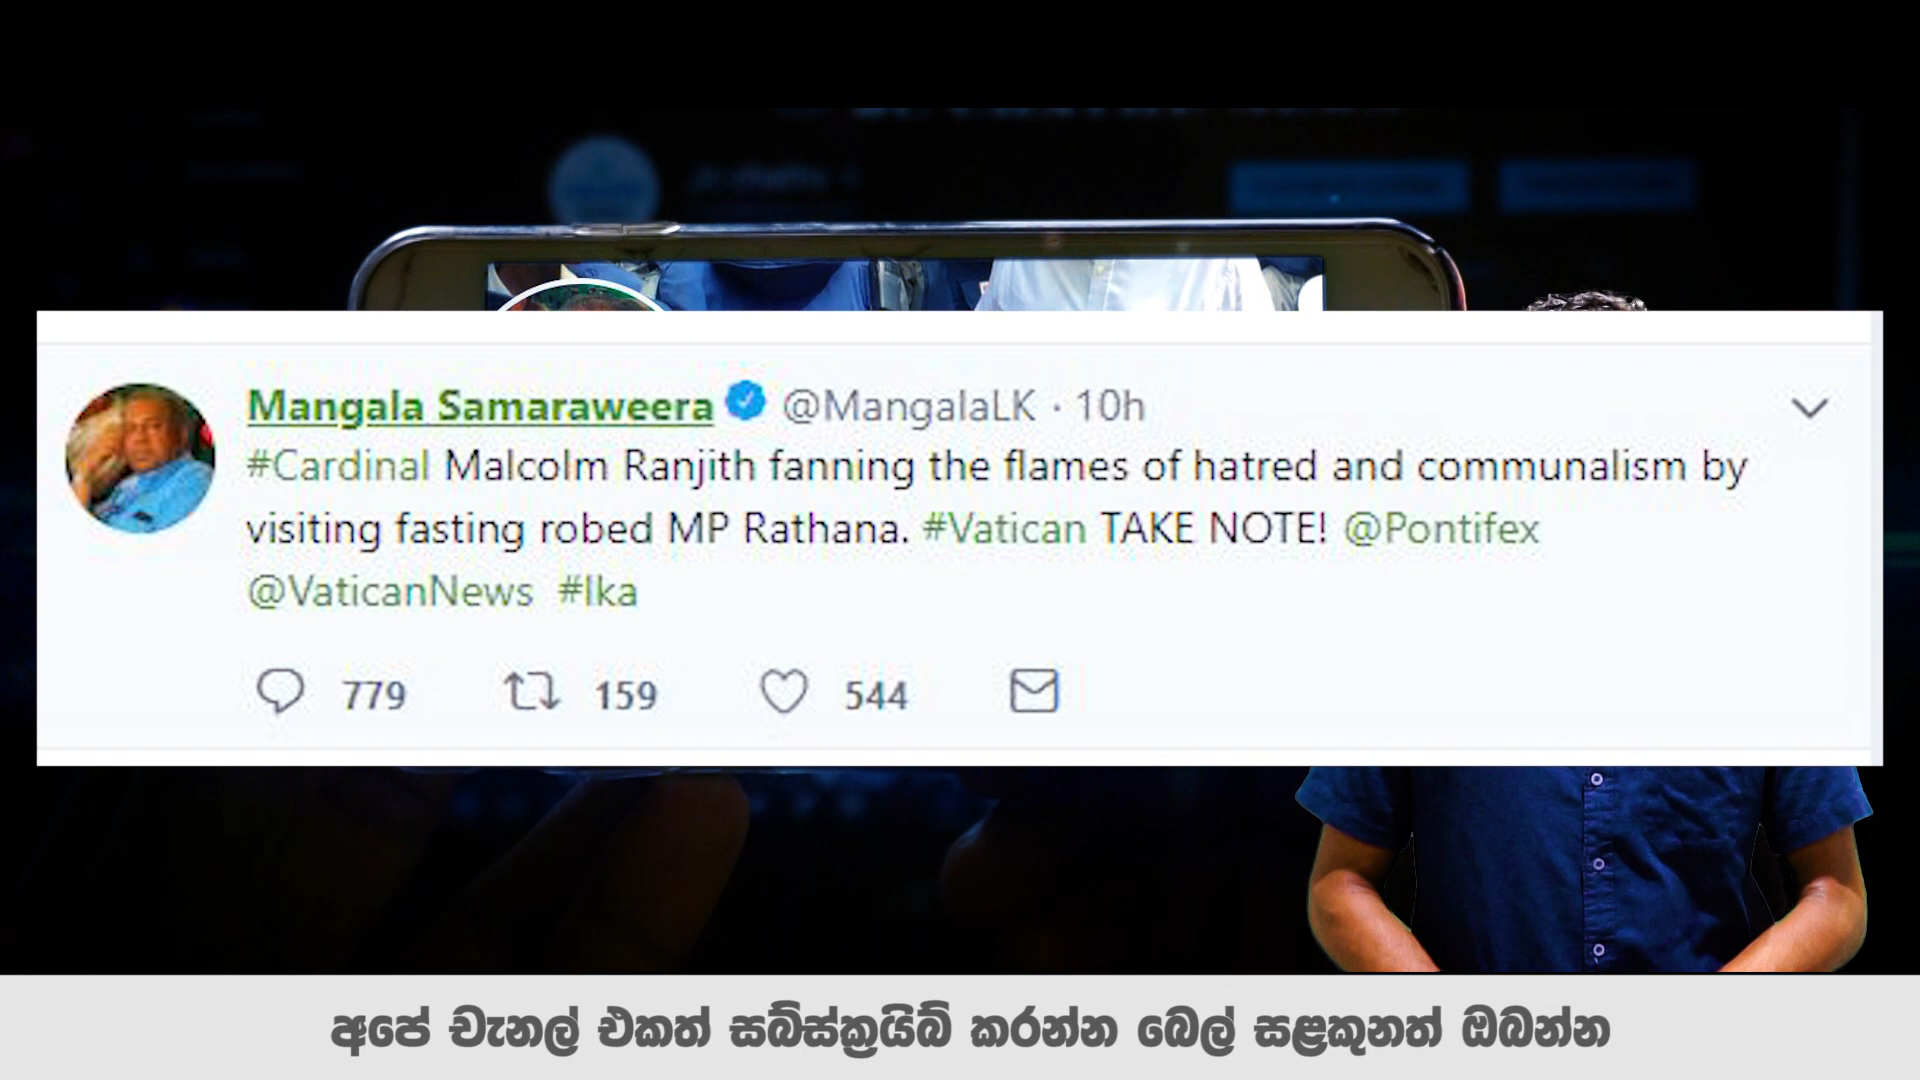 Mangala Samaraweera @MangalaLK · 10h
#Cardinal Malcolm Ranjith fanning the flames of hatred and communalism by
visiting fasting robed MP Rathana. #Vatican TAKE NOTE! @Pontifex
@VaticanNews #lka
779 159 544
අපේ චැනල් එකත් සබ්ස්ක්‍රයිබ් කරන්න බෙල් සළකුනත් ඔබන්න